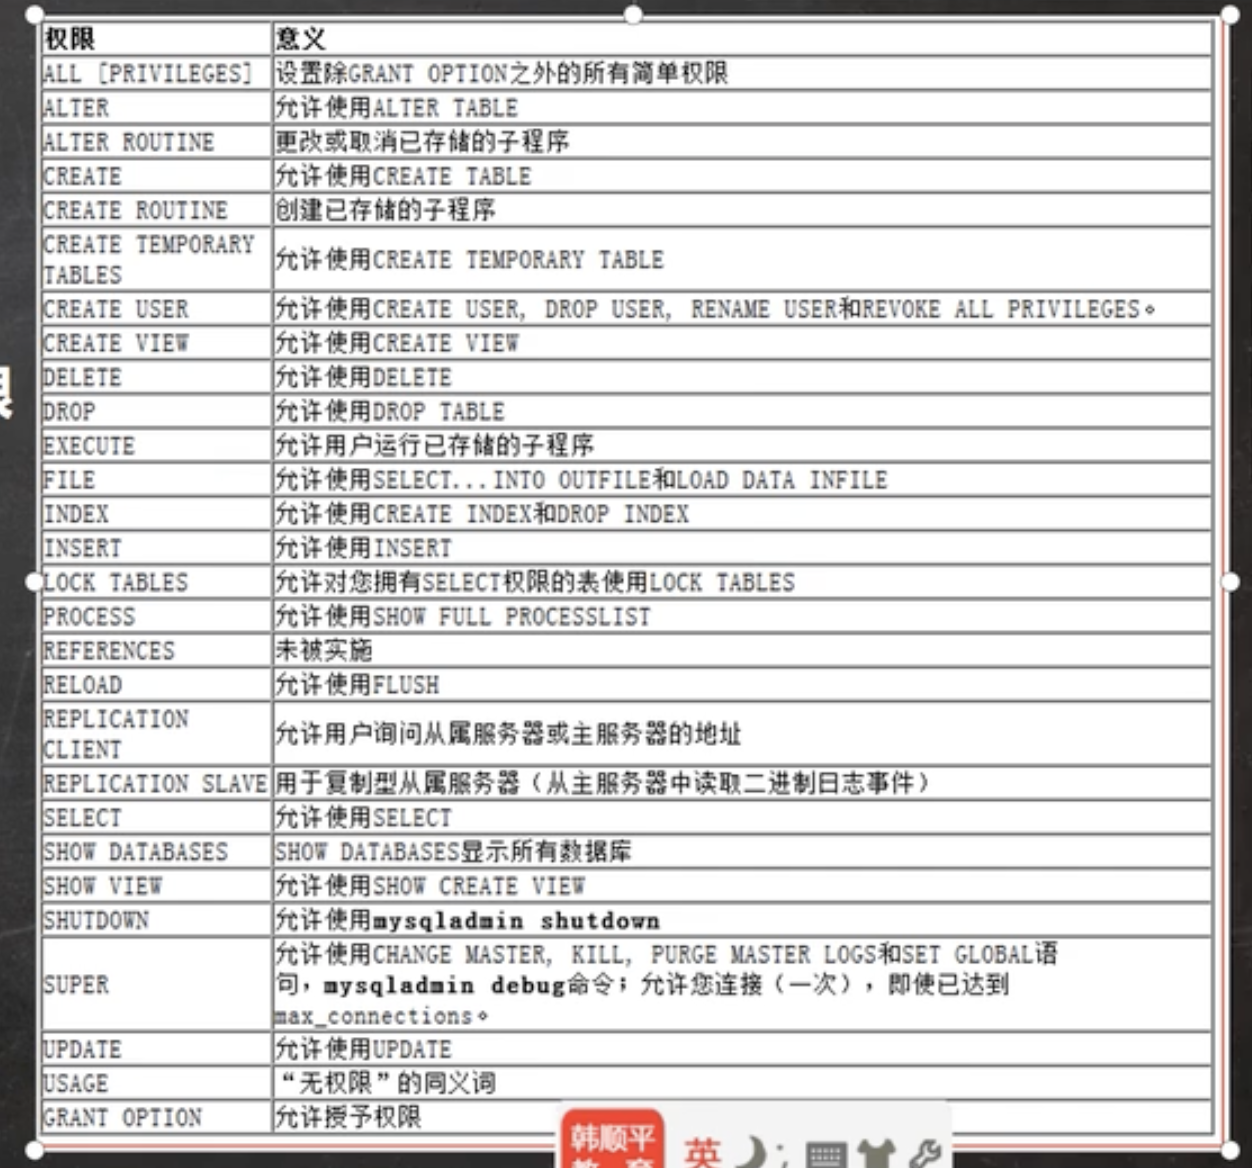 权限 意义
ALL [PRIVILEGES] 设置除GRANT OPTION之外的所有简单权限
ALTER 允许使用ALTER TABLE
ALTER ROUTINE 更改或取消已存储的子程序
CREATE 允许使用CREATE TABLE
CREATE ROUTINE 创建已存储的子程序
CREATE TEMPORARY
TABLES
允许使用CREATE TEMPORARY TABLE
CREATE USER 允许使用CREATE USER, DROP USER, RENAME USER和REVOKE ALL PRIVILEGES。
CREATE VIEW 允许使用CREATE VIEW
DELETE 允许使用DELETE
DROP 允许使用DROP TABLE
EXECUTE 允许用户运行已存储的子程序
FILE 允许使用SELECT...INTO OUTFILE和LOAD DATA INFILE
INDEX 允许使用CREATE INDEX和DROP INDEX
INSERT 允许使用INSERT
LOCK TABLES 允许对您拥有SELECT权限的表使用LOCK TABLES
PROCESS 允许使用SHOW FULL PROCESSLIST
REFERENCES 未被实施
RELOAD 允许使用FLUSH
REPLICATION
CLIENT
允许用户询问从属服务器或主服务器的地址
REPLICATION SLAVE 用于复制型从属服务器（从主服务器中读取二进制日志事件）
SELECT 允许使用SELECT
SHOW DATABASES SHOW DATABASES显示所有数据库
SHOW VIEW 允许使用SHOW CREATE VIEW
SHUTDOWN 允许使用mysqladmin shutdown
SUPER
允许使用CHANGE MASTER, KILL, PURGE MASTER LOGS和SET GLOBAL语
句，mysqladmin debug命令；允许您连接（一次），即使已达到
max_connections。
UPDATE 允许使用UPDATE
USAGE “无权限”的同义词
GRANT OPTION 允许授予权限
韩顺平
英